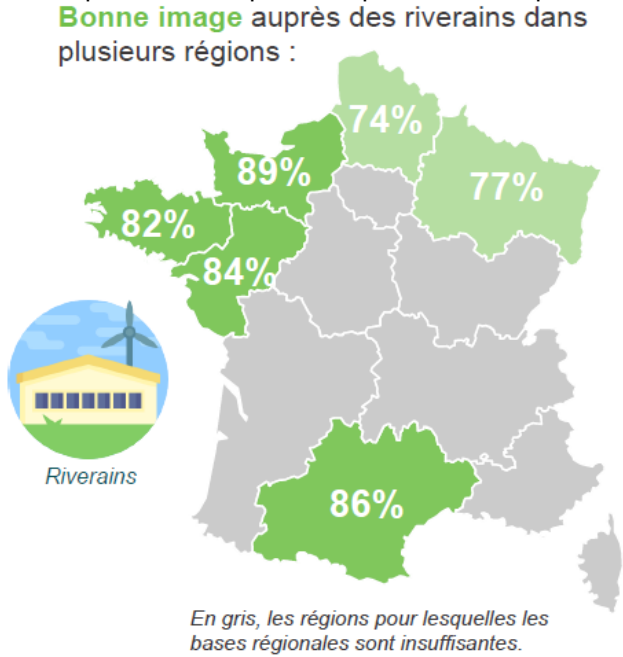 Bonne image auprès des riverains dans
plusieurs régions :
74%
89%
77%
82%
84%
Riverains
86%
En gris, les régions pour lesquelles les
bases régionales sont insuffisantes.